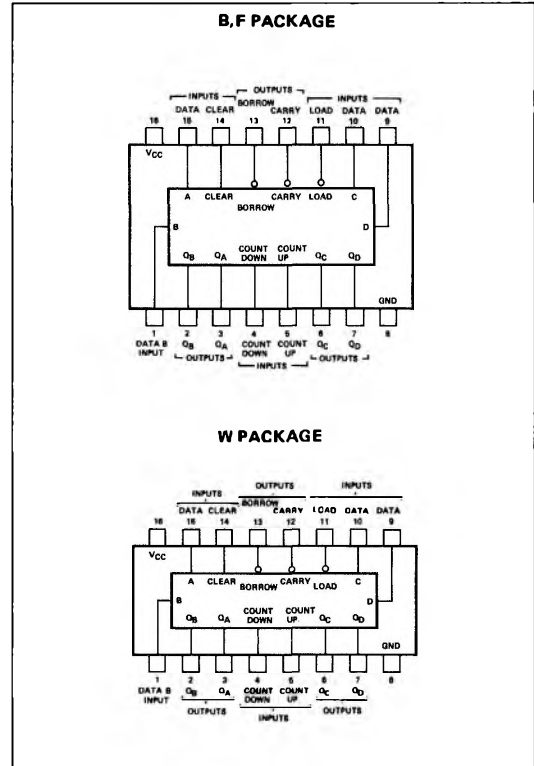 B,F PACKAGE
INPUTS OUTPUTS INPUTS
DATA CLEAR BORROW CARRY LOAD DATA DATA
16 15 14 13 12 11 10 9
VCC
A CLEAR BORROW CARRY LOAD C
B D
QB QA COUNT DOWN COUNT UP QC QD
GND
1 2 3 4 5 6 7 8
DATA B INPUT QB QA COUNT DOWN COUNT UP QC QD
OUTPUTS INPUTS OUTPUTS
W PACKAGE
INPUTS OUTPUTS INPUTS
DATA CLEAR BORROW CARRY LOAD DATA DATA
16 15 14 13 12 11 10 9
VCC
A CLEAR BORROW CARRY LOAD C
B D
QB QA COUNT DOWN COUNT UP QC QD
GND
1 2 3 4 5 6 7 8
DATA B INPUT QB QA COUNT DOWN COUNT UP QC QD
OUTPUTS INPUTS OUTPUTS